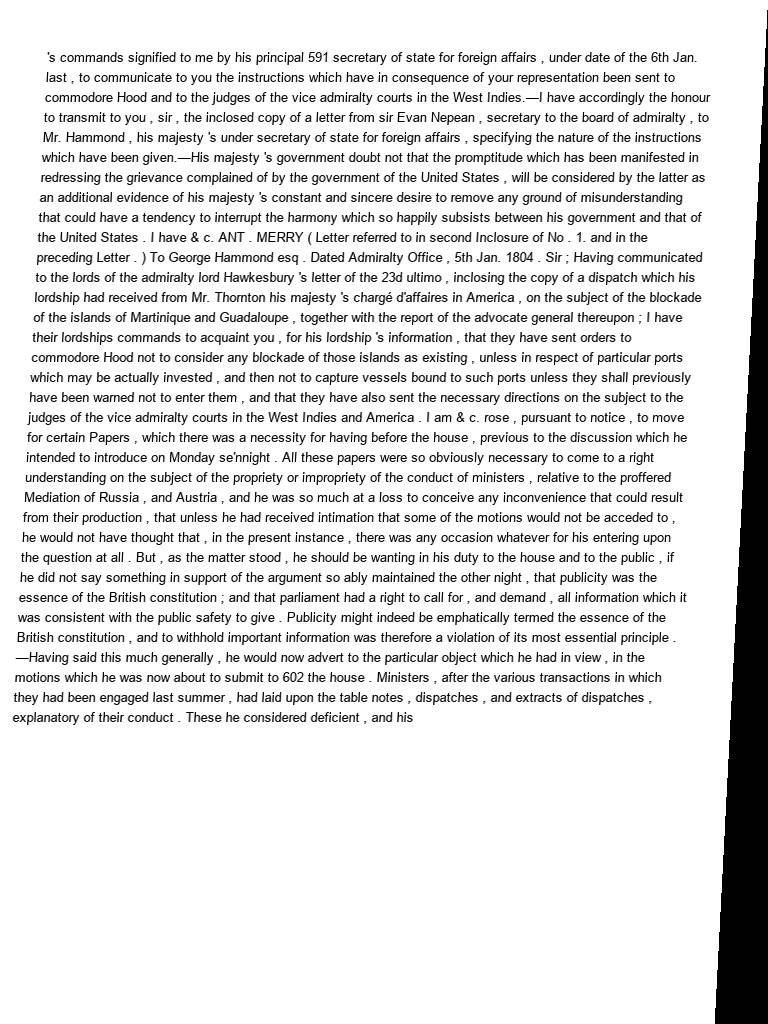 's commands signified to me by his principal 591 secretary of state for foreign affairs , under date of the 6th Jan.
last , to communicate to you the instructions which have in consequence of your representation been sent to
commodore Hood and to the judges of the vice admiralty courts in the West Indies.—I have accordingly the honour
to transmit to you , sir , the inclosed copy of a letter from sir Evan Nepean , secretary to the board of admiralty , to
Mr. Hammond , his majesty 's under secretary of state for foreign affairs , specifying the nature of the instructions
which have been given.—His majesty 's government doubt not that the promptitude which has been manifested in
redressing the grievance complained of by the government of the United States , will be considered by the latter as
an additional evidence of his majesty 's constant and sincere desire to remove any ground of misunderstanding
that could have a tendency to interrupt the harmony which so happily subsists between his government and that of
the United States . I have & c. ANT . MERRY ( Letter referred to in second Inclosure of No . 1. and in the
preceding Letter . ) To George Hammond esq . Dated Admiralty Office , 5th Jan. 1804 . Sir ; Having communicated
to the lords of the admiralty lord Hawkesbury 's letter of the 23d ultimo , inclosing the copy of a dispatch which his
lordship had received from Mr. Thornton his majesty 's chargé d'affaires in America , on the subject of the blockade
of the islands of Martinique and Guadaloupe , together with the report of the advocate general thereupon ; I have
their lordships commands to acquaint you , for his lordship 's information , that they have sent orders to
commodore Hood not to consider any blockade of those islands as existing , unless in respect of particular ports
which may be actually invested , and then not to capture vessels bound to such ports unless they shall previously
have been warned not to enter them , and that they have also sent the necessary directions on the subject to the
judges of the vice admiralty courts in the West Indies and America . I am & c. rose , pursuant to notice , to move
for certain Papers , which there was a necessity for having before the house , previous to the discussion which he
intended to introduce on Monday se'nnight . All these papers were so obviously necessary to come to a right
understanding on the subject of the propriety or impropriety of the conduct of ministers , relative to the proffered
Mediation of Russia , and Austria , and he was so much at a loss to conceive any inconvenience that could result
from their production , that unless he had received intimation that some of the motions would not be acceded to ,
he would not have thought that , in the present instance , there was any occasion whatever for his entering upon
the question at all . But , as the matter stood , he should be wanting in his duty to the house and to the public , if
he did not say something in support of the argument so ably maintained the other night , that publicity was the
essence of the British constitution ; and that parliament had a right to call for , and demand , all information which it
was consistent with the public safety to give . Publicity might indeed be emphatically termed the essence of the
British constitution , and to withhold important information was therefore a violation of its most essential principle .
—Having said this much generally , he would now advert to the particular object which he had in view , in the
motions which he was now about to submit to 602 the house . Ministers , after the various transactions in which
they had been engaged last summer , had laid upon the table notes , dispatches , and extracts of dispatches ,
explanatory of their conduct . These he considered deficient , and his